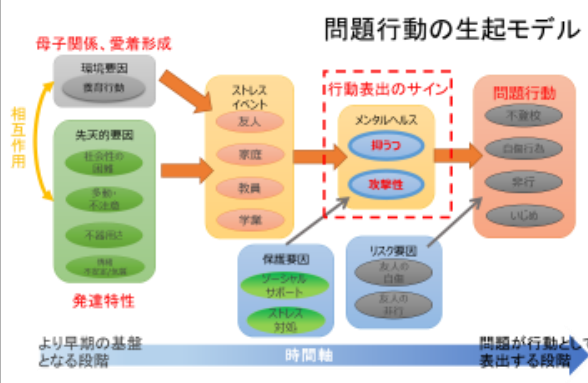 問題行動の生起モデル
母子関係、愛着形成
環境要因
養育行動
相互作用
先天的要因
社会性の
困難
多動・
不注意
不器用さ
発達特性
ストレス
イベント
友人
家庭
教員
学業
行動表出のサイン
メンタルヘルス
抑うつ
攻撃性
問題行動
不登校
自傷行為
非行
いじめ
保護要因
ソーシャル
サポート
ストレス
対処
リスク要因
友人の
自傷
友人の
非行
より早期の基盤
となる段階
時間軸
問題が行動として
表出する段階